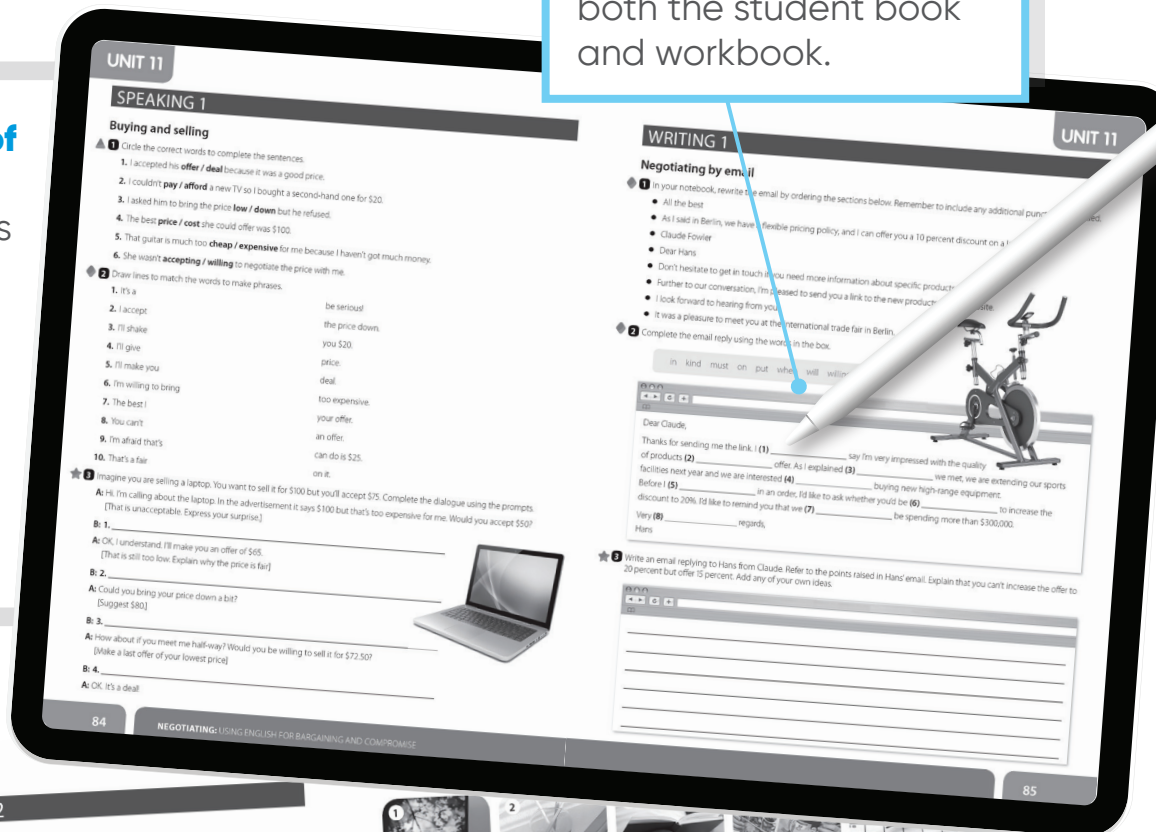 both the student book
and workbook.
of
s
UNIT 11
SPEAKING 1
Buying and selling
1 Circle the correct words to complete the sentences.
1. I accepted his offer / deal because it was a good price.
2. I couldn't pay / afford a new TV so I bought a second-hand one for $20.
3. I asked him to bring the price low / down but he refused.
4. The best price / cost she could offer was $100.
5. That guitar is much too cheap / expensive for me because I haven't got much money.
6. She wasn't accepting / willing to negotiate the price with me.
2 Draw lines to match the words to make phrases.
1. It's a be serious!
2. I accept the price down.
3. I'll shake you $20.
4. I'll give price.
5. I'll make you deal.
6. I'm willing to bring too expensive.
7. The best I your offer.
8. You can't an offer.
9. I'm afraid that's can do is $25.
10. That's a fair on it.
3 Imagine you are selling a laptop. You want to sell it for $100 but you'll accept $75. Complete the dialogue using the prompts.
A: Hi. I'm calling about the laptop. In the advertisement it says $100 but that's too expensive for me. Would you accept $50?
[That is unacceptable. Express your surprise.]
B: 1.
A: OK, I understand. I'll make you an offer of $65.
[That is still too low. Explain why the price is fair]
B: 2.
A: Could you bring your price down a bit?
[Suggest $80.]
B: 3.
A: How about if you meet me half-way? Would you be willing to sell it for $72.50?
[Make a last offer of your lowest price]
B: 4.
A: OK. It's a deal!
84 NEGOTIATING: USING ENGLISH FOR BARGAINING AND COMPROMISE
UNIT 11
WRITING 1
Negotiating by email
1 In your notebook, rewrite the email by ordering the sections below. Remember to include any additional
• All the best
• As I said in Berlin, we have a flexible pricing policy, and I can offer you a 10 percent discount on a
• Claude Fowler
• Dear Hans
• Don't hesitate to get in touch if you need more information about specific products
• Further to our conversation, I'm pleased to send you a link to the new products
• I look forward to hearing from you
• It was a pleasure to meet you at the international trade fair in Berlin.
2 Complete the email reply using the words in the box.
in kind must on put when will
Dear Claude,
Thanks for sending me the link. I (1) ____ say I'm very impressed with the quality
of products (2) ____ offer. As I explained (3) ____ we met, we are extending our sports
facilities next year and we are interested (4) ____ buying new high-range equipment.
Before I (5) ____ in an order, I'd like to ask whether you'd be (6) ____ to increase the
discount to 20%. I'd like to remind you that we (7) ____ be spending more than $300,000.
Very (8) ____ regards,
Hans
3 Write an email replying to Hans from Claude. Refer to the points raised in Hans' email. Explain that you can't increase the offer to
20 percent but offer 15 percent. Add any of your own ideas.
85
2
1
2